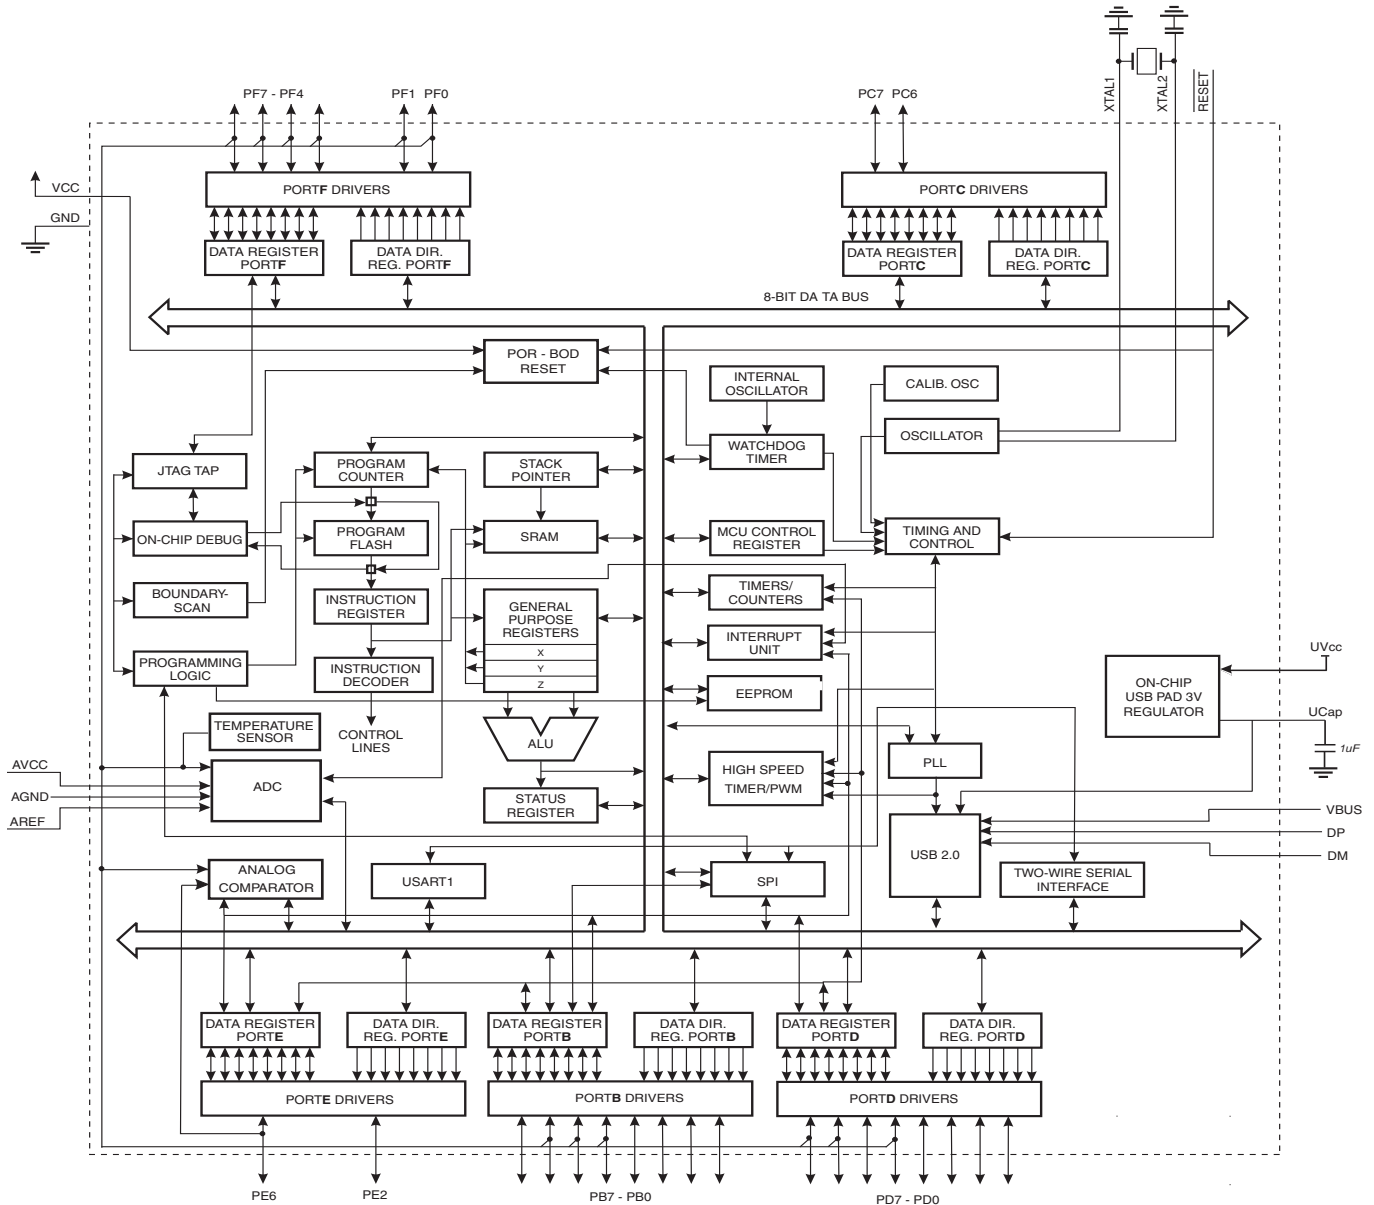 XTAL1
XTAL2
RESET
PF7 - PF4
PF1
PF0
PC7
PC6
VCC
GND
PORTF DRIVERS
PORTC DRIVERS
DATA REGISTER
PORTF
DATA DIR.
REG. PORTF
DATA REGISTER
PORTC
DATA DIR.
REG. PORTC
8-BIT DA TA BUS
POR - BOD
RESET
INTERNAL
OSCILLATOR
CALIB. OSC
WATCHDOG
TIMER
OSCILLATOR
JTAG TAP
PROGRAM
COUNTER
STACK
POINTER
ON-CHIP DEBUG
PROGRAM
FLASH
SRAM
MCU CONTROL
REGISTER
TIMING AND
CONTROL
BOUNDARY-
SCAN
INSTRUCTION
REGISTER
GENERAL
PURPOSE
REGISTERS
X
Y
Z
TIMERS/
COUNTERS
INTERRUPT
UNIT
PROGRAMMING
LOGIC
INSTRUCTION
DECODER
EEPROM
ON-CHIP
USB PAD 3V
REGULATOR
UVcc
UCap
1uF
TEMPERATURE
SENSOR
CONTROL
LINES
ALU
AVCC
AGND
AREF
ADC
STATUS
REGISTER
HIGH SPEED
TIMER/PWM
PLL
USB 2.0
VBUS
DP
DM
ANALOG
COMPARATOR
USART1
SPI
TWO-WIRE SERIAL
INTERFACE
DATA REGISTER
PORTE
DATA DIR.
REG. PORTE
DATA REGISTER
PORTB
DATA DIR.
REG. PORTB
DATA REGISTER
PORTD
DATA DIR.
REG. PORTD
PORTE DRIVERS
PORTB DRIVERS
PORTD DRIVERS
PE6
PE2
PB7 - PB0
PD7 - PD0